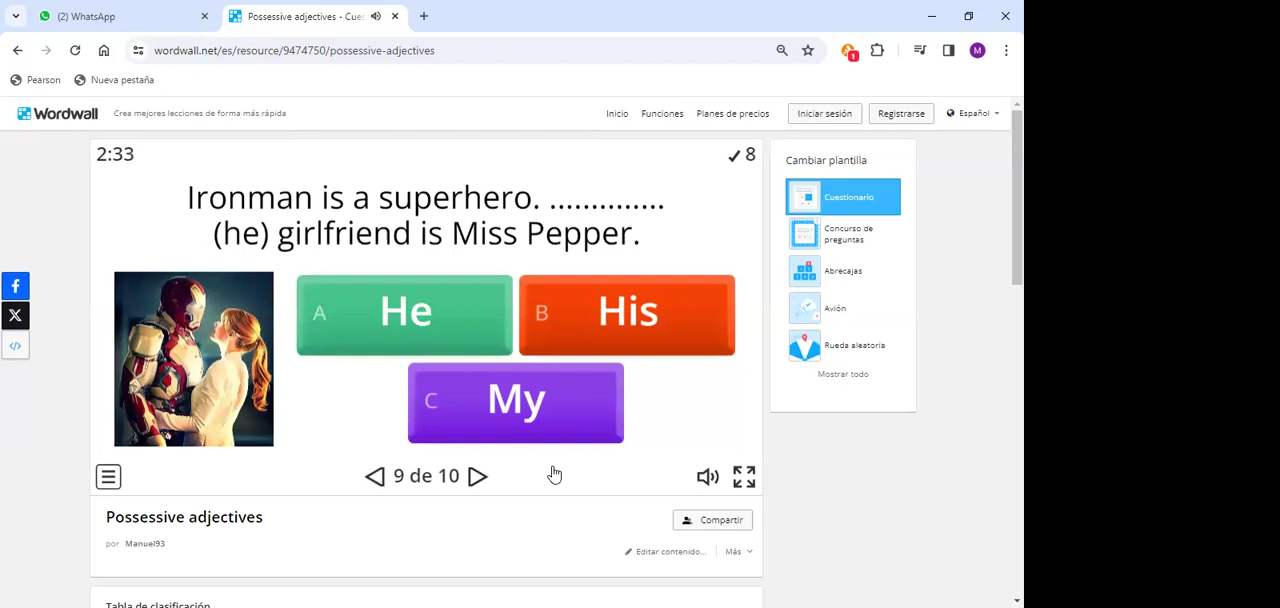 (2) WhatsApp
Possessive adjectives - Cues
wordwall.net/es/resource/9474750/possessive-adjectives
1
M
Pearson
Nueva pestaña
Wordwall
Crea mejores lecciones de forma más rápida
Inicio
Funciones
Planes de precios
Iniciar sesión
Registrarse
Español
2:33
8
Ironman is a superhero. ..............
(he) girlfriend is Miss Pepper.
A He
B His
C My
9 de 10
Cambiar plantilla
Cuestionario
Concurso de
preguntas
Abrecajas
Avión
Rueda aleatoria
Mostrar todo
Possessive adjectives
Compartir
por Manuel93
Editar contenido...
Más
Tabla de clasificación